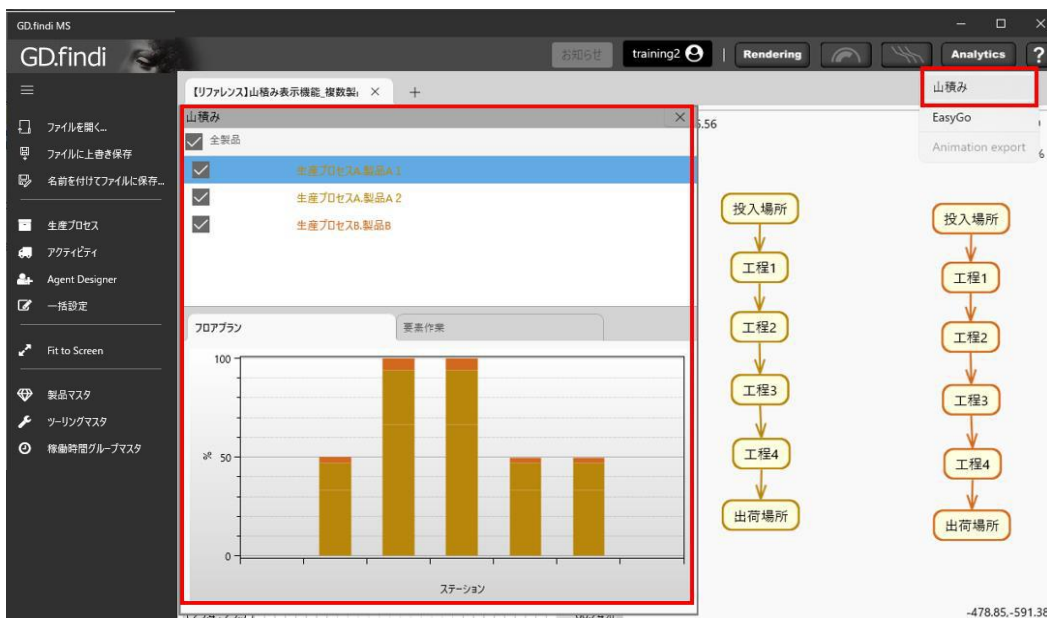 GD.findi MS
GD.findi
お知らせ
training2
Rendering
Analytics
?
【リファレンス】山積み表示機能_複数製
山積み
EasyGo
Animation export
ファイルを開く...
ファイルに上書き保存
名前を付けてファイルに保存...
生産プロセス
アクティビティ
Agent Designer
一括設定
Fit to Screen
製品マスタ
ツーリングマスタ
稼働時間グループマスタ
山積み
全製品
生産プロセスA.製品A 1
生産プロセスA.製品A 2
生産プロセスB.製品B
フロアプラン
要素作業
100
% 50
0
ステーション
.56
投入場所
工程1
工程2
工程3
工程4
出荷場所
投入場所
工程1
工程2
工程3
工程4
出荷場所
-478.85,-591.38